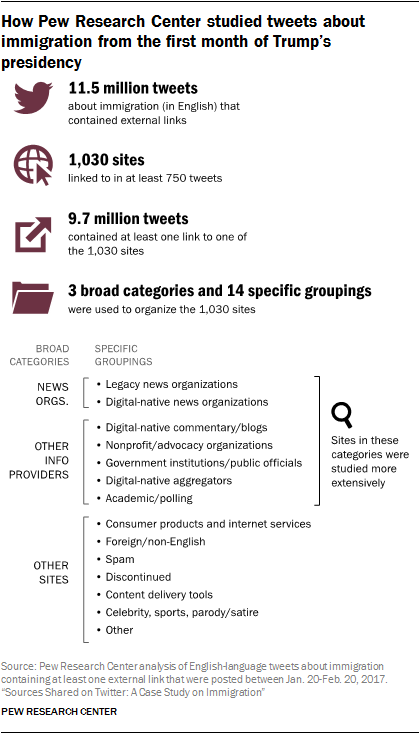 How Pew Research Center studied tweets about
immigration from the first month of Trump's
presidency
11.5 million tweets
about immigration (in English) that
contained external links
1,030 sites
linked to in at least 750 tweets
9.7 million tweets
contained at least one link to one of
the 1,030 sites
3 broad categories and 14 specific groupings
were used to organize the 1,030 sites
BROAD
CATEGORIES
SPECIFIC
GROUPINGS
NEWS
ORGS.
• Legacy news organizations
• Digital-native news organizations
OTHER
INFO
PROVIDERS
• Digital-native commentary/blogs
• Nonprofit/advocacy organizations
• Government institutions/public officials
• Digital-native aggregators
• Academic/polling
Sites in these
categories were
studied more
extensively
OTHER
SITES
• Consumer products and internet services
• Foreign/non-English
• Spam
• Discontinued
• Content delivery tools
• Celebrity, sports, parody/satire
• Other
Source: Pew Research Center analysis of English-language tweets about immigration
containing at least one external link that were posted between Jan. 20-Feb. 20, 2017.
"Sources Shared on Twitter: A Case Study on Immigration"
PEW RESEARCH CENTER